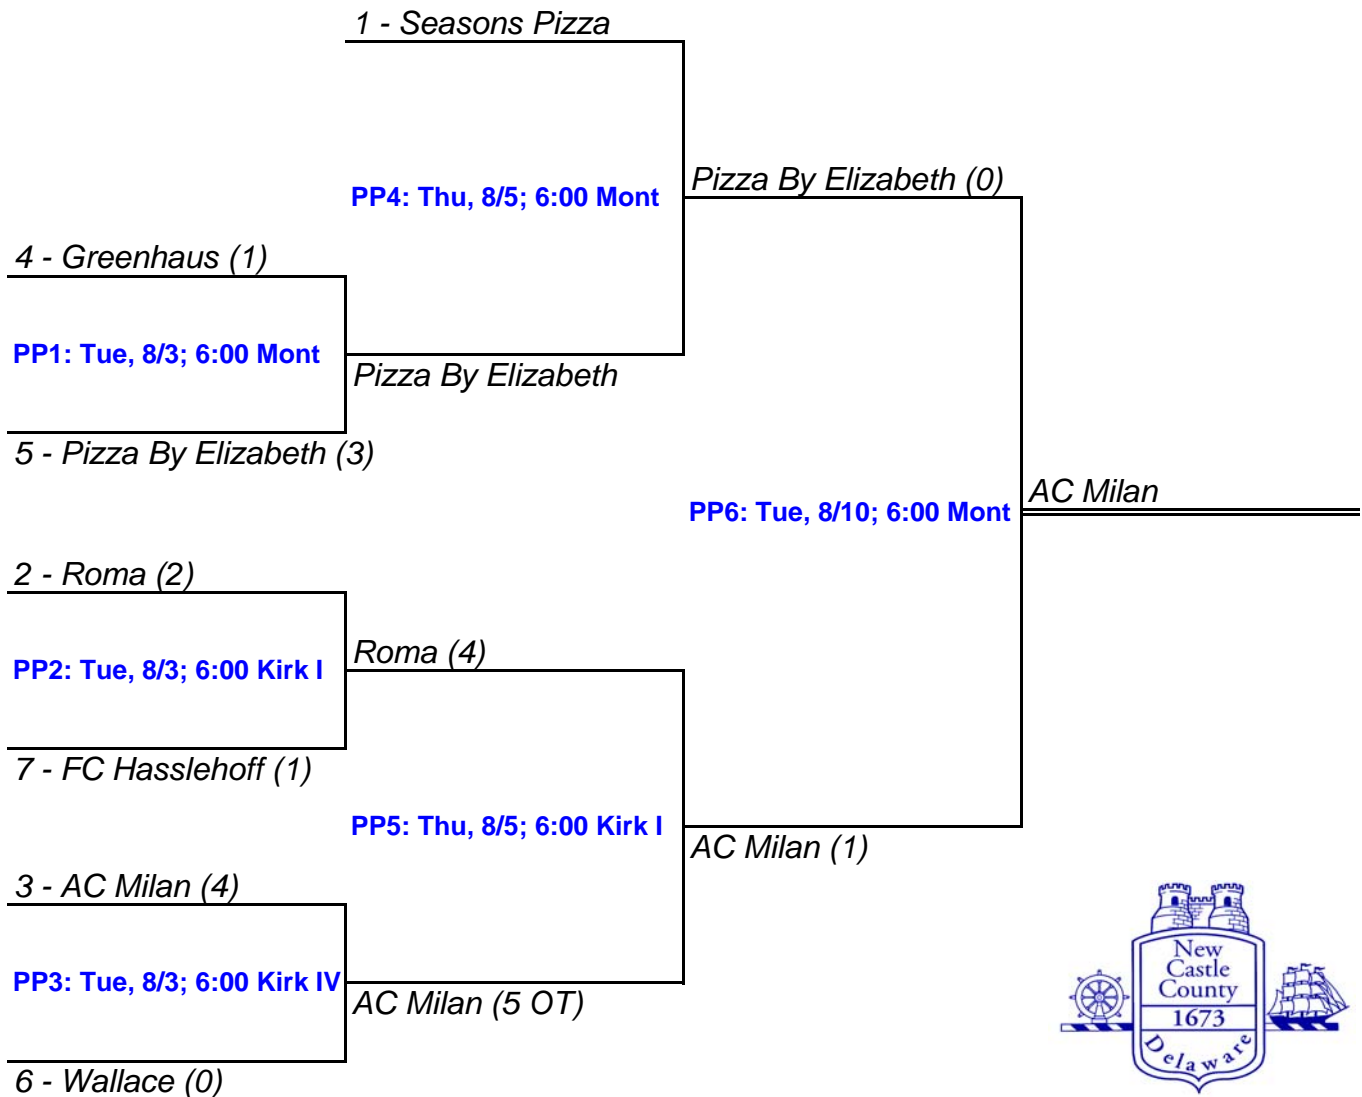 1 - Seasons Pizza
Pizza By Elizabeth (0)
PP4: Thu, 8/5; 6:00 Mont
4 - Greenhaus (1)
PP1: Tue, 8/3; 6:00 Mont
Pizza By Elizabeth
5 - Pizza By Elizabeth (3)
AC Milan
PP6: Tue, 8/10; 6:00 Mont
2 - Roma (2)
Roma (4)
PP2: Tue, 8/3; 6:00 Kirk I
7 - FC Hasslehoff (1)
PP5: Thu, 8/5; 6:00 Kirk I
AC Milan (1)
3 - AC Milan (4)
PP3: Tue, 8/3; 6:00 Kirk IV
AC Milan (5 OT)
6 - Wallace (0)
New
Castle
County
1673
Delaware